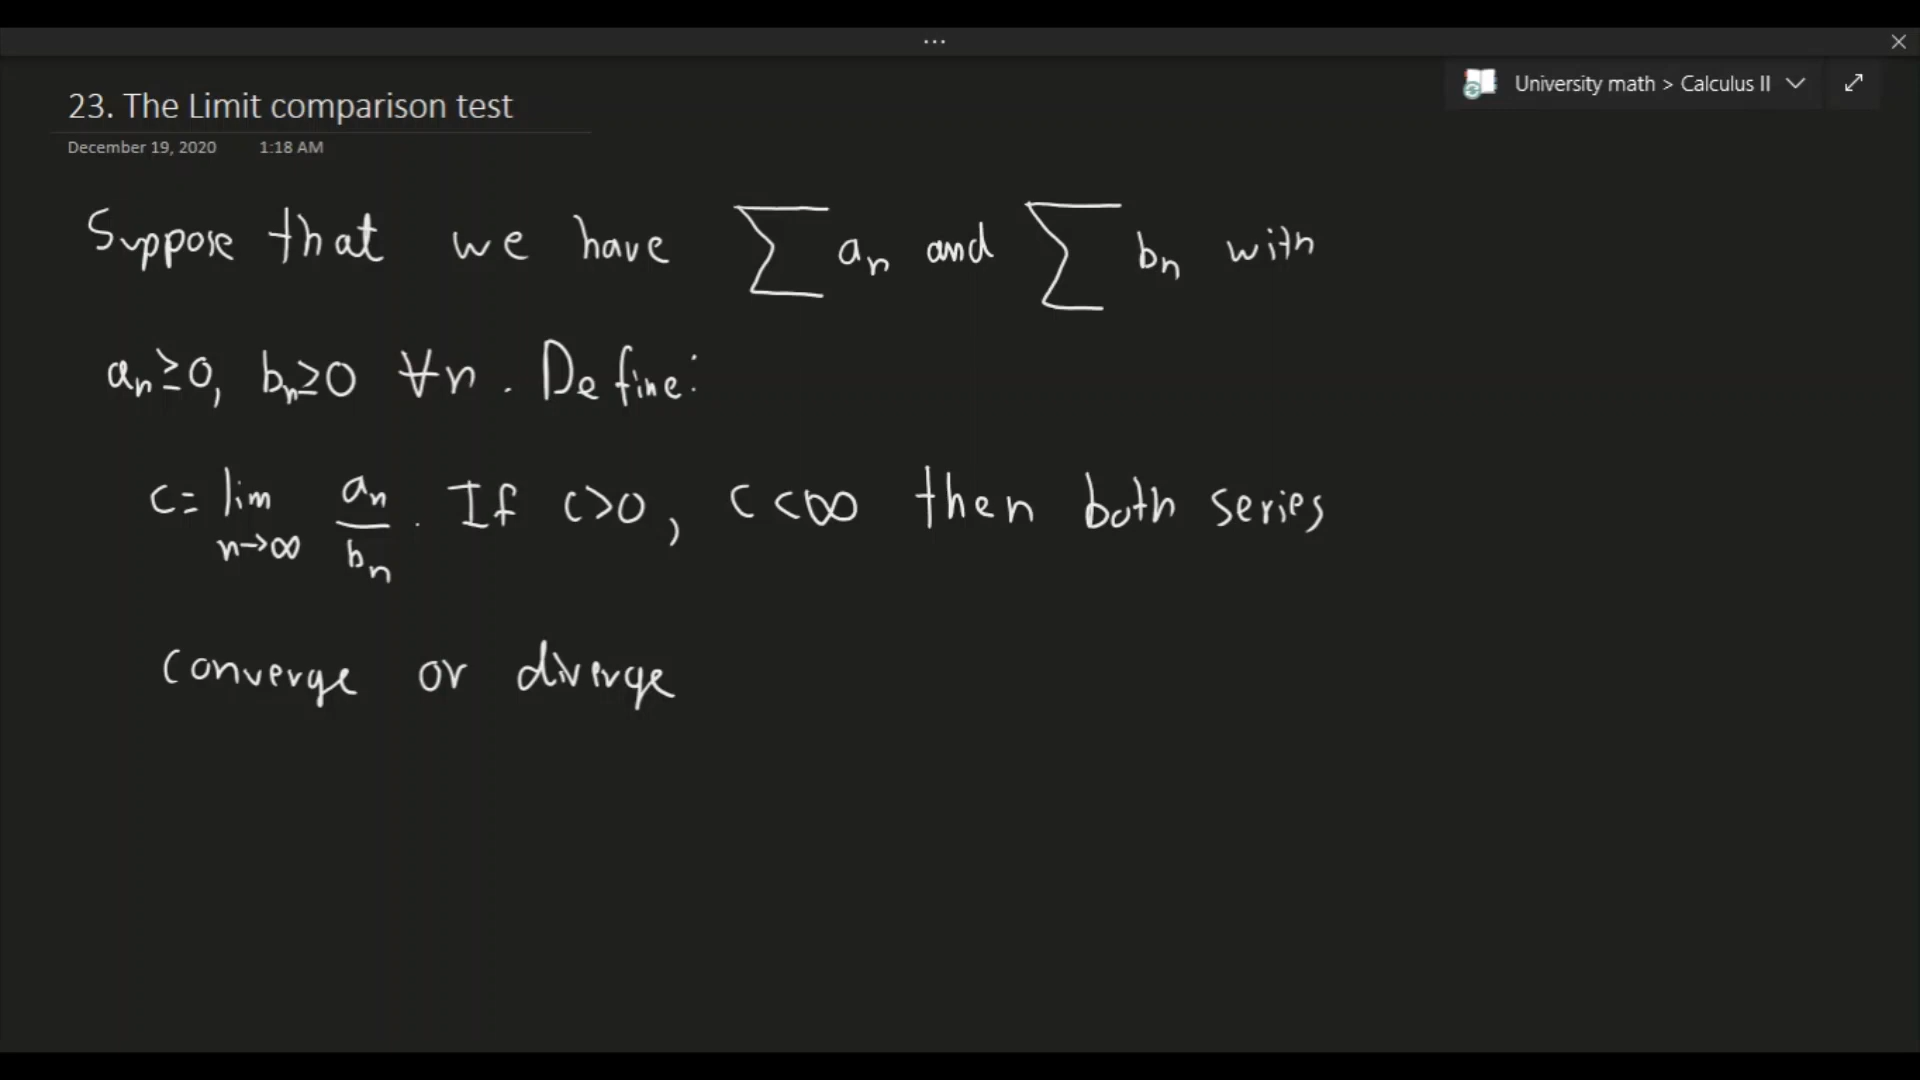 ...
University math > Calculus II
23. The Limit comparison test
December 19, 2020 1:18 AM
Suppose that we have ∑ aₙ and ∑ bₙ with
aₙ≥0, bₙ≥0 ∀n. Define:
c = lim n→∞ aₙ/bₙ. If c>0, c<∞ then both series
converge or diverge